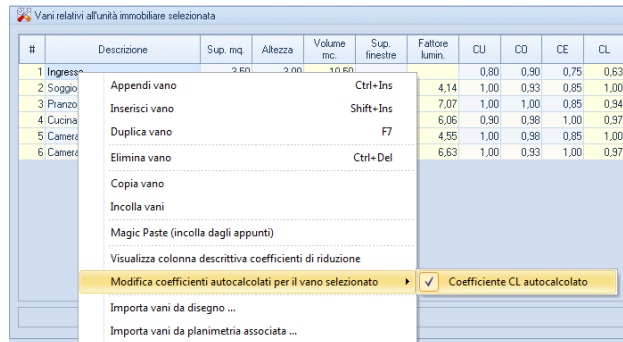 Vani relativi all'unità immobiliare selezionata
# Descrizione Sup. mq. Altezza Volume mc. Sup. finestre Fattore lumin. CU CO CE CL
1 Ingresso 3,50 3,00 10,50 0,80 0,90 0,75 0,63
2 Soggio 4,14 1,00 0,93 0,85 1,00
3 Pranzo 7,07 1,00 1,00 0,85 0,94
4 Cucina 6,06 0,90 0,98 1,00 0,97
5 Camera 4,55 1,00 0,98 0,85 1,00
6 Camera 6,63 1,00 0,93 1,00 0,97
Appendi vano Ctrl+Ins
Inserisci vano Shift+Ins
Duplica vano F7
Elimina vano Ctrl+Del
Copia vano
Incolla vani
Magic Paste (incolla dagli appunti)
Visualizza colonna descrittiva coefficienti di riduzione
Modifica coefficienti autocalcolati per il vano selezionato
Coefficiente CL autocalcolato
Importa vani da disegno ...
Importa vani da planimetria associata ...